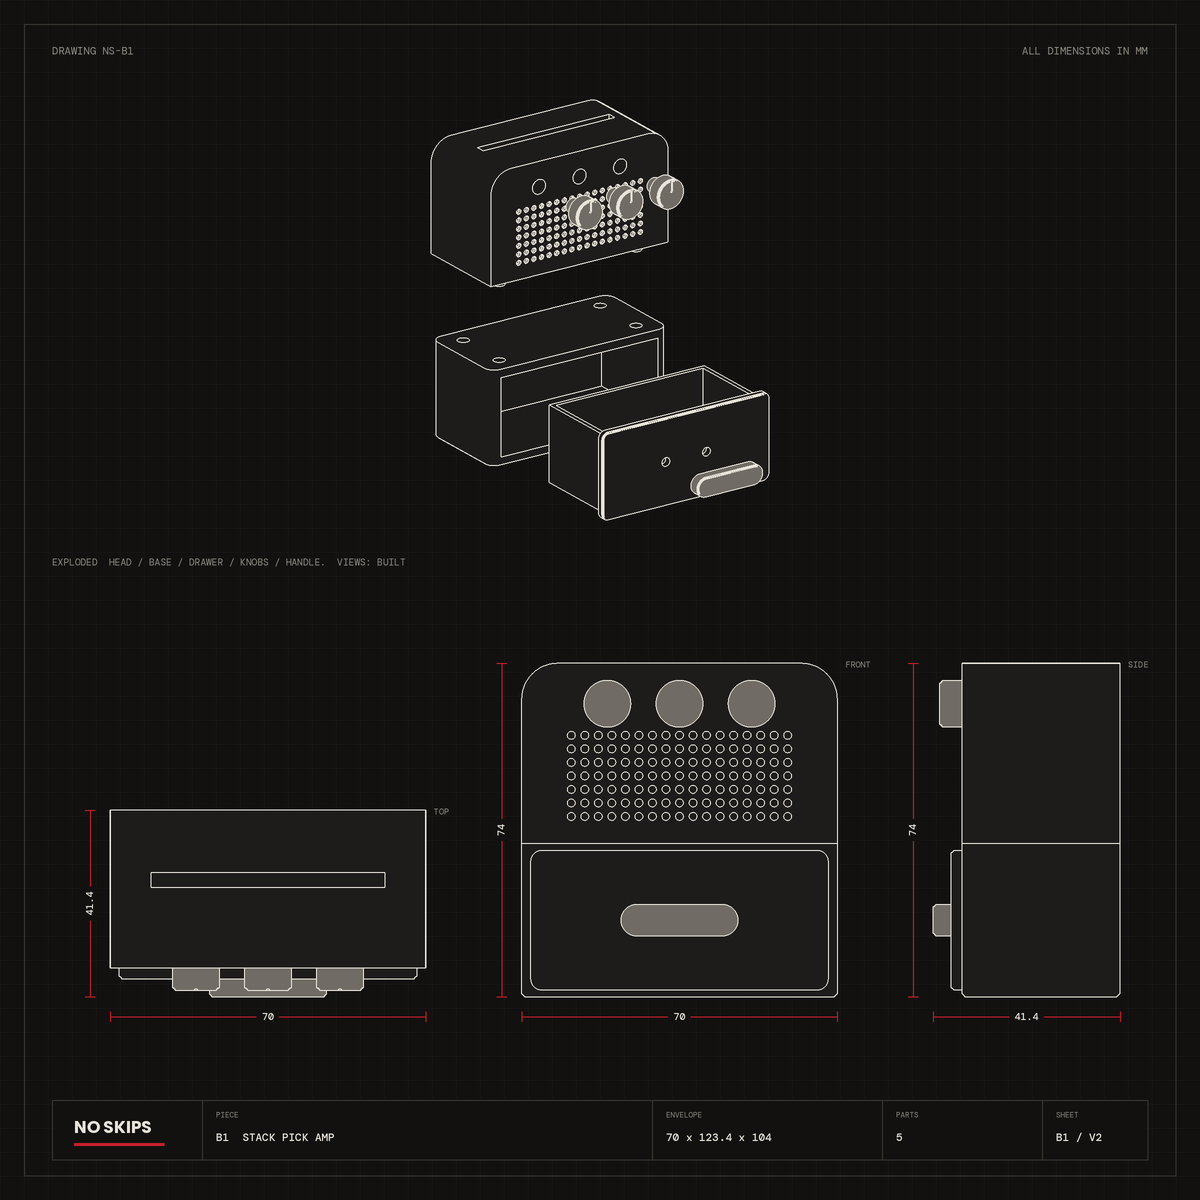 DRAWING NS-B1
ALL DIMENSIONS IN MM
EXPLODED  HEAD / BASE / DRAWER / KNOBS / HANDLE.  VIEWS: BUILT
FRONT
SIDE
TOP
74
74
41.4
70
70
41.4
NO SKIPS
PIECE
B1  STACK PICK AMP
ENVELOPE
70 x 123.4 x 104
PARTS
5
SHEET
B1 / V2